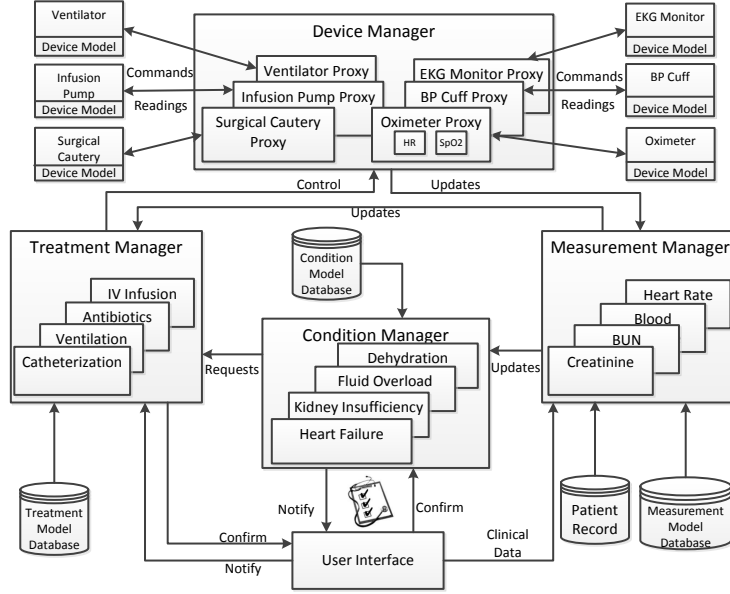 Ventilator
Device Model
Infusion
Pump
Device Model
Surgical
Cautery
Device Model
Commands
Readings
Device Manager
Ventilator Proxy
Infusion Pump Proxy
Surgical Cautery
Proxy
EKG Monitor Proxy
BP Cuff Proxy
Oximeter Proxy
HR
SpO2
Commands
Readings
EKG Monitor
Device Model
BP Cuff
Device Model
Oximeter
Device Model
Control
Updates
Updates
Treatment Manager
IV Infusion
Antibiotics
Ventilation
Catheterization
Condition
Model
Database
Measurement Manager
Heart Rate
Blood
BUN
Creatinine
Condition Manager
Dehydration
Fluid Overload
Kidney Insufficiency
Heart Failure
Requests
Updates
Treatment
Model
Database
Patient
Record
Measurement
Model
Database
Notify
Confirm
Confirm
Notify
User Interface
Clinical
Data